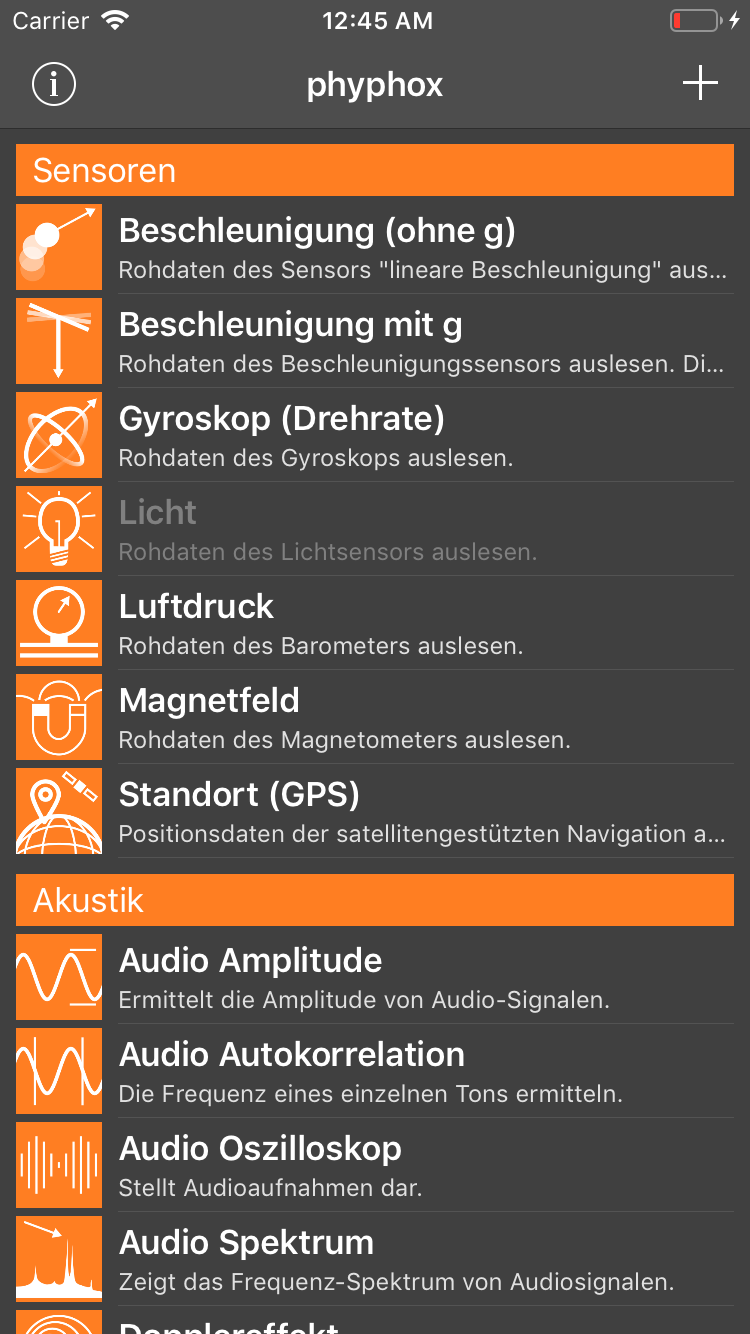 Carrier 12:45 AM
i phyphox +
Sensoren
Beschleunigung (ohne g)
Rohdaten des Sensors "lineare Beschleunigung" aus...
Beschleunigung mit g
Rohdaten des Beschleunigungssensors auslesen. Di...
Gyroskop (Drehrate)
Rohdaten des Gyroskops auslesen.
Licht
Rohdaten des Lichtsensors auslesen.
Luftdruck
Rohdaten des Barometers auslesen.
Magnetfeld
Rohdaten des Magnetometers auslesen.
Standort (GPS)
Positionsdaten der satellitengestützten Navigation a...
Akustik
Audio Amplitude
Ermittelt die Amplitude von Audio-Signalen.
Audio Autokorrelation
Die Frequenz eines einzelnen Tons ermitteln.
Audio Oszilloskop
Stellt Audioaufnahmen dar.
Audio Spektrum
Zeigt das Frequenz-Spektrum von Audiosignalen.
Dopplereffekt